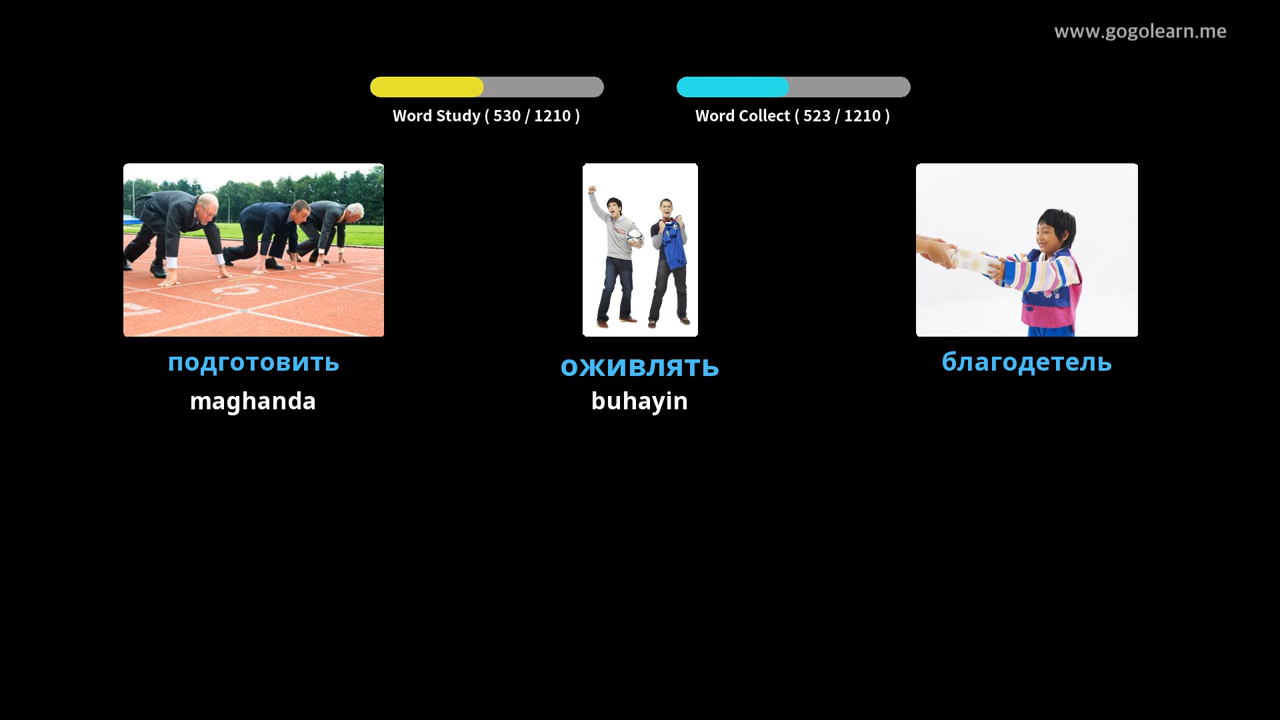 www.gogolearn.me
Word Study ( 530 / 1210 )
Word Collect ( 523 / 1210 )
подготовить
оживлять
благодетель
maghanda
buhayin